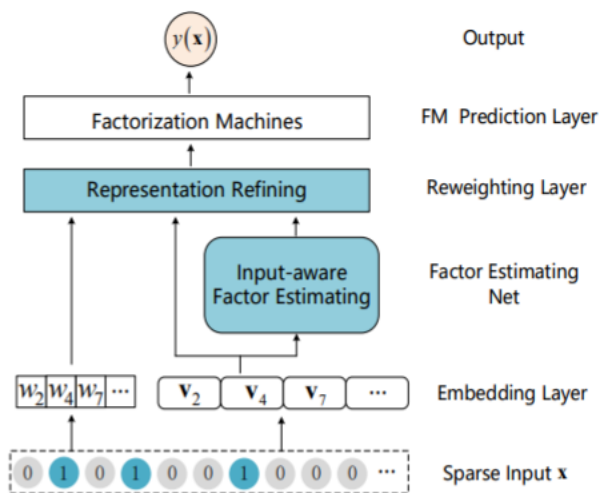 y(x) Output
Factorization Machines FM Prediction Layer
Representation Refining Reweighting Layer
Input-aware
Factor Estimating
Factor Estimating
Net
w₂ w₄ w₇ ··· v₂ v₄ v₇ ··· Embedding Layer
0 1 0 1 0 0 1 0 0 0 ··· Sparse Input x